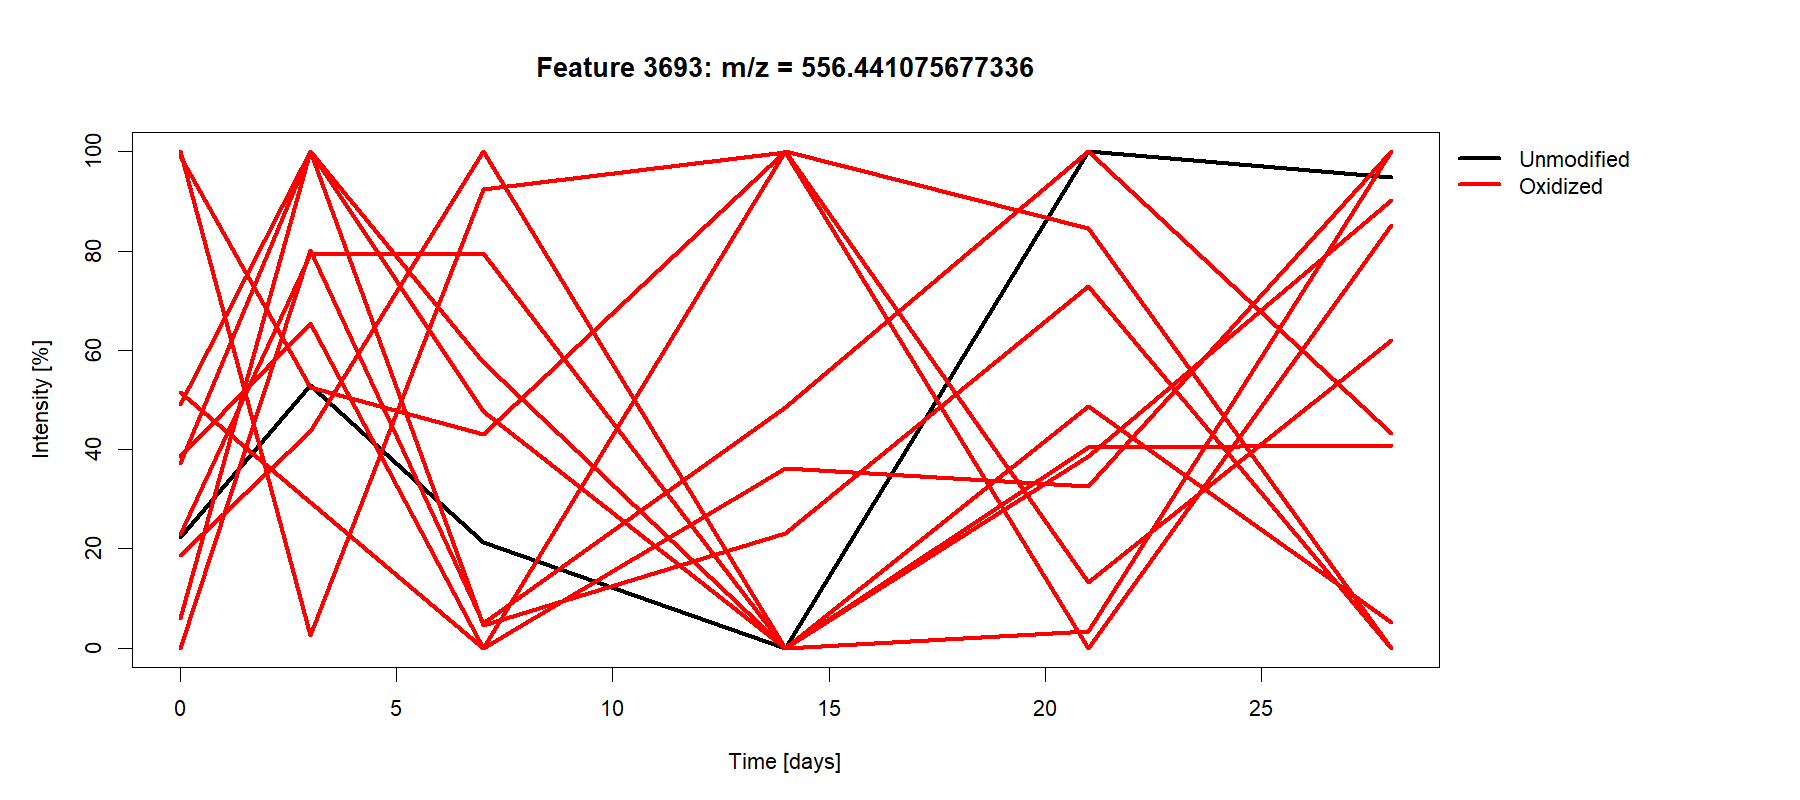 Feature 3693: m/z = 556.441075677336
Unmodified
Oxidized
Intensity [%]
100
80
60
40
20
0
0 5 10 15 20 25
Time [days]